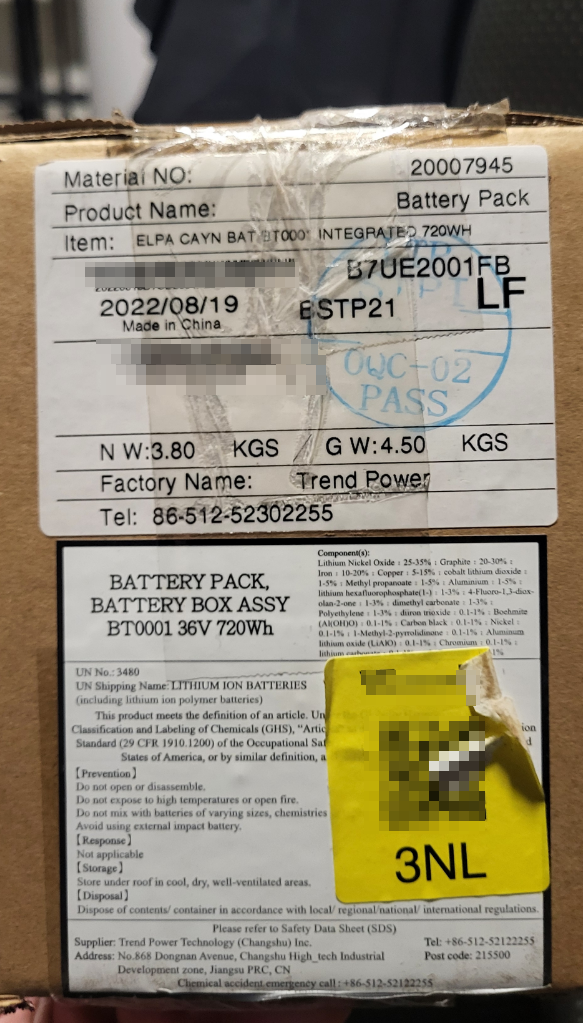 Material NO: 20007945
Product Name: Battery Pack
Item: ELPA CAYN BAT BT0001 INTEGRATED 720WH
B7UE2001FB
LF
2022/08/19 BSTP21
Made in China
OQC-02
PASS
N W:3.80 KGS G W:4.50 KGS
Factory Name: Trend Power
Tel: 86-512-52302255
BATTERY PACK,
BATTERY BOX ASSY
BT0001 36V 720Wh
Component(s):
Lithium Nickel Oxide : 25-35% ; Graphite : 20-30% ;
Iron : 10-20% ; Copper : 5-15% ; cobalt lithium dioxide :
1-5% ; Methyl propanoate : 1-5% ; Aluminium : 1-5% ;
lithium hexafluorophosphate(1-) : 1-3% ; 4-Fluoro-1,3-diox-
olan-2-one : 1-3% ; dimethyl carbonate : 1-3% ;
Polyethylene : 1-3% ; diiron trioxide : 0.1-1% ; Boehmite
(Al(OH)O) : 0.1-1% ; Carbon black : 0.1-1% ; Nickel :
0.1-1% ; 1-Methyl-2-pyrrolidinone : 0.1-1% ; Aluminum
lithium oxide (LiAlO) : 0.1-1% ; Chromium : 0.1-1% ;
lithium carbonate
UN No.: 3480
UN Shipping Name: LITHIUM ION BATTERIES
(including lithium ion polymer batteries)
This product meets the definition of an article.
Classification and Labeling of Chemicals (GHS),
Standard (29 CFR 1910.1200) of the Occupational
States of America, or by similar definition,
【Prevention】
Do not open or disassemble.
Do not expose to high temperatures or open fire.
Do not mix with batteries of varying sizes, chemistries
Avoid using external impact battery.
【Response】
Not applicable
【Storage】
Store under roof in cool, dry, well-ventilated areas.
【Disposal】
Dispose of contents/ container in accordance with local/ regional/national/ international regulations.
3NL
Please refer to Safety Data Sheet (SDS)
Supplier: Trend Power Technology (Changshu) Inc. Tel: +86-512-52122255
Address: No.868 Dongnan Avenue, Changshu High_tech Industrial Post code: 215500
Development zone, Jiangsu PRC, CN
Chemical accident emergency call : +86-512-52122255